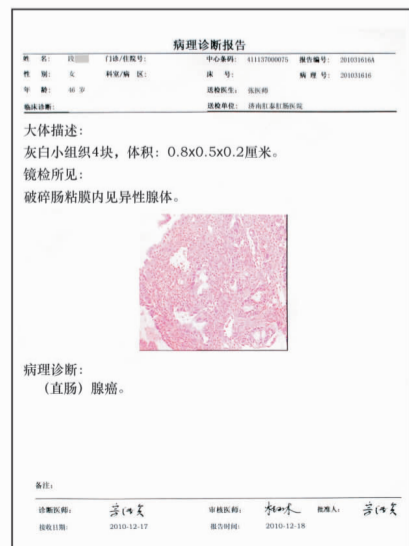 病理诊断报告
姓 名： 段 门诊/住院号： 中心条码： 411137000075 报告编号： 201031616A
性 别： 女 科室/病 区： 床 号： 病 理 号： 201031616
年 龄： 46 岁 送检医生： 张医师
临床诊断： 送检单位： 济南肛泰肛肠医院
大体描述：
灰白小组织4块，体积：0.8x0.5x0.2厘米。
镜检所见：
破碎肠粘膜内见异性腺体。
病理诊断：
（直肠）腺癌。
备注：
诊断医师： 审核医师： 批准人：
接收日期： 2010-12-17 报告时间： 2010-12-18